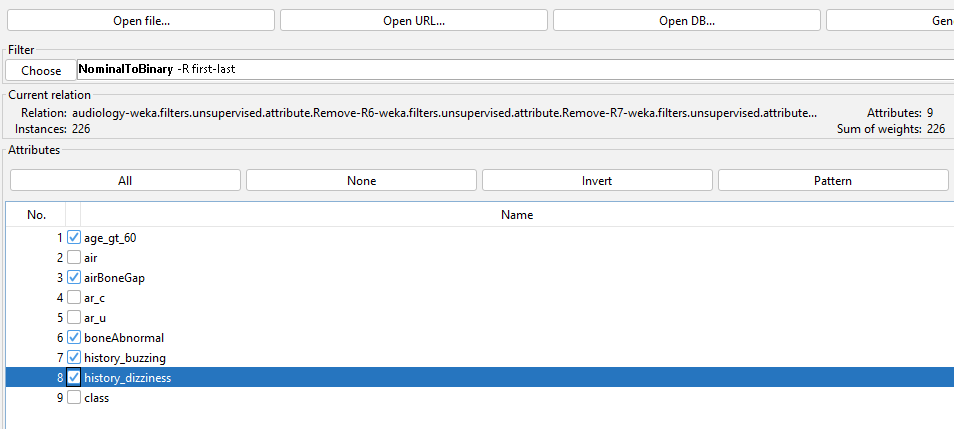 Open file... Open URL... Open DB... Gen
Filter
Choose NominalToBinary -R first-last
Current relation
Relation: audiology-weka.filters.unsupervised.attribute.Remove-R6-weka.filters.unsupervised.attribute.Remove-R7-weka.filters.unsupervised.attribute... Attributes: 9
Instances: 226 Sum of weights: 226
Attributes
All None Invert Pattern
No. Name
1 age_gt_60
2 air
3 airBoneGap
4 ar_c
5 ar_u
6 boneAbnormal
7 history_buzzing
8 history_dizziness
9 class